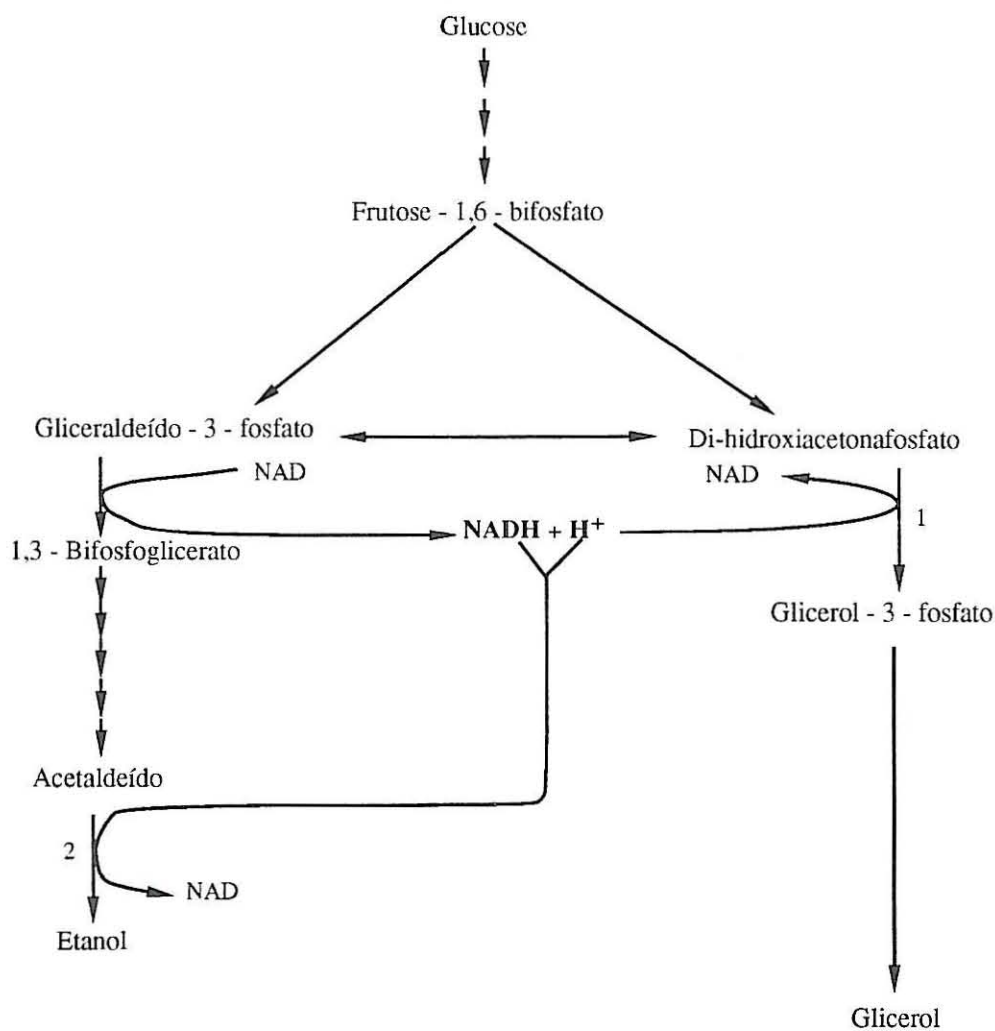 Glucose
Frutose - 1,6 - bifosfato
Gliceraldeído - 3 - fosfato
Di-hidroxiacetonafosfato
NAD
NAD
NADH + H+
1
1,3 - Bifosfoglicerato
Glicerol - 3 - fosfato
Acetaldeído
2
NAD
Etanol
Glicerol